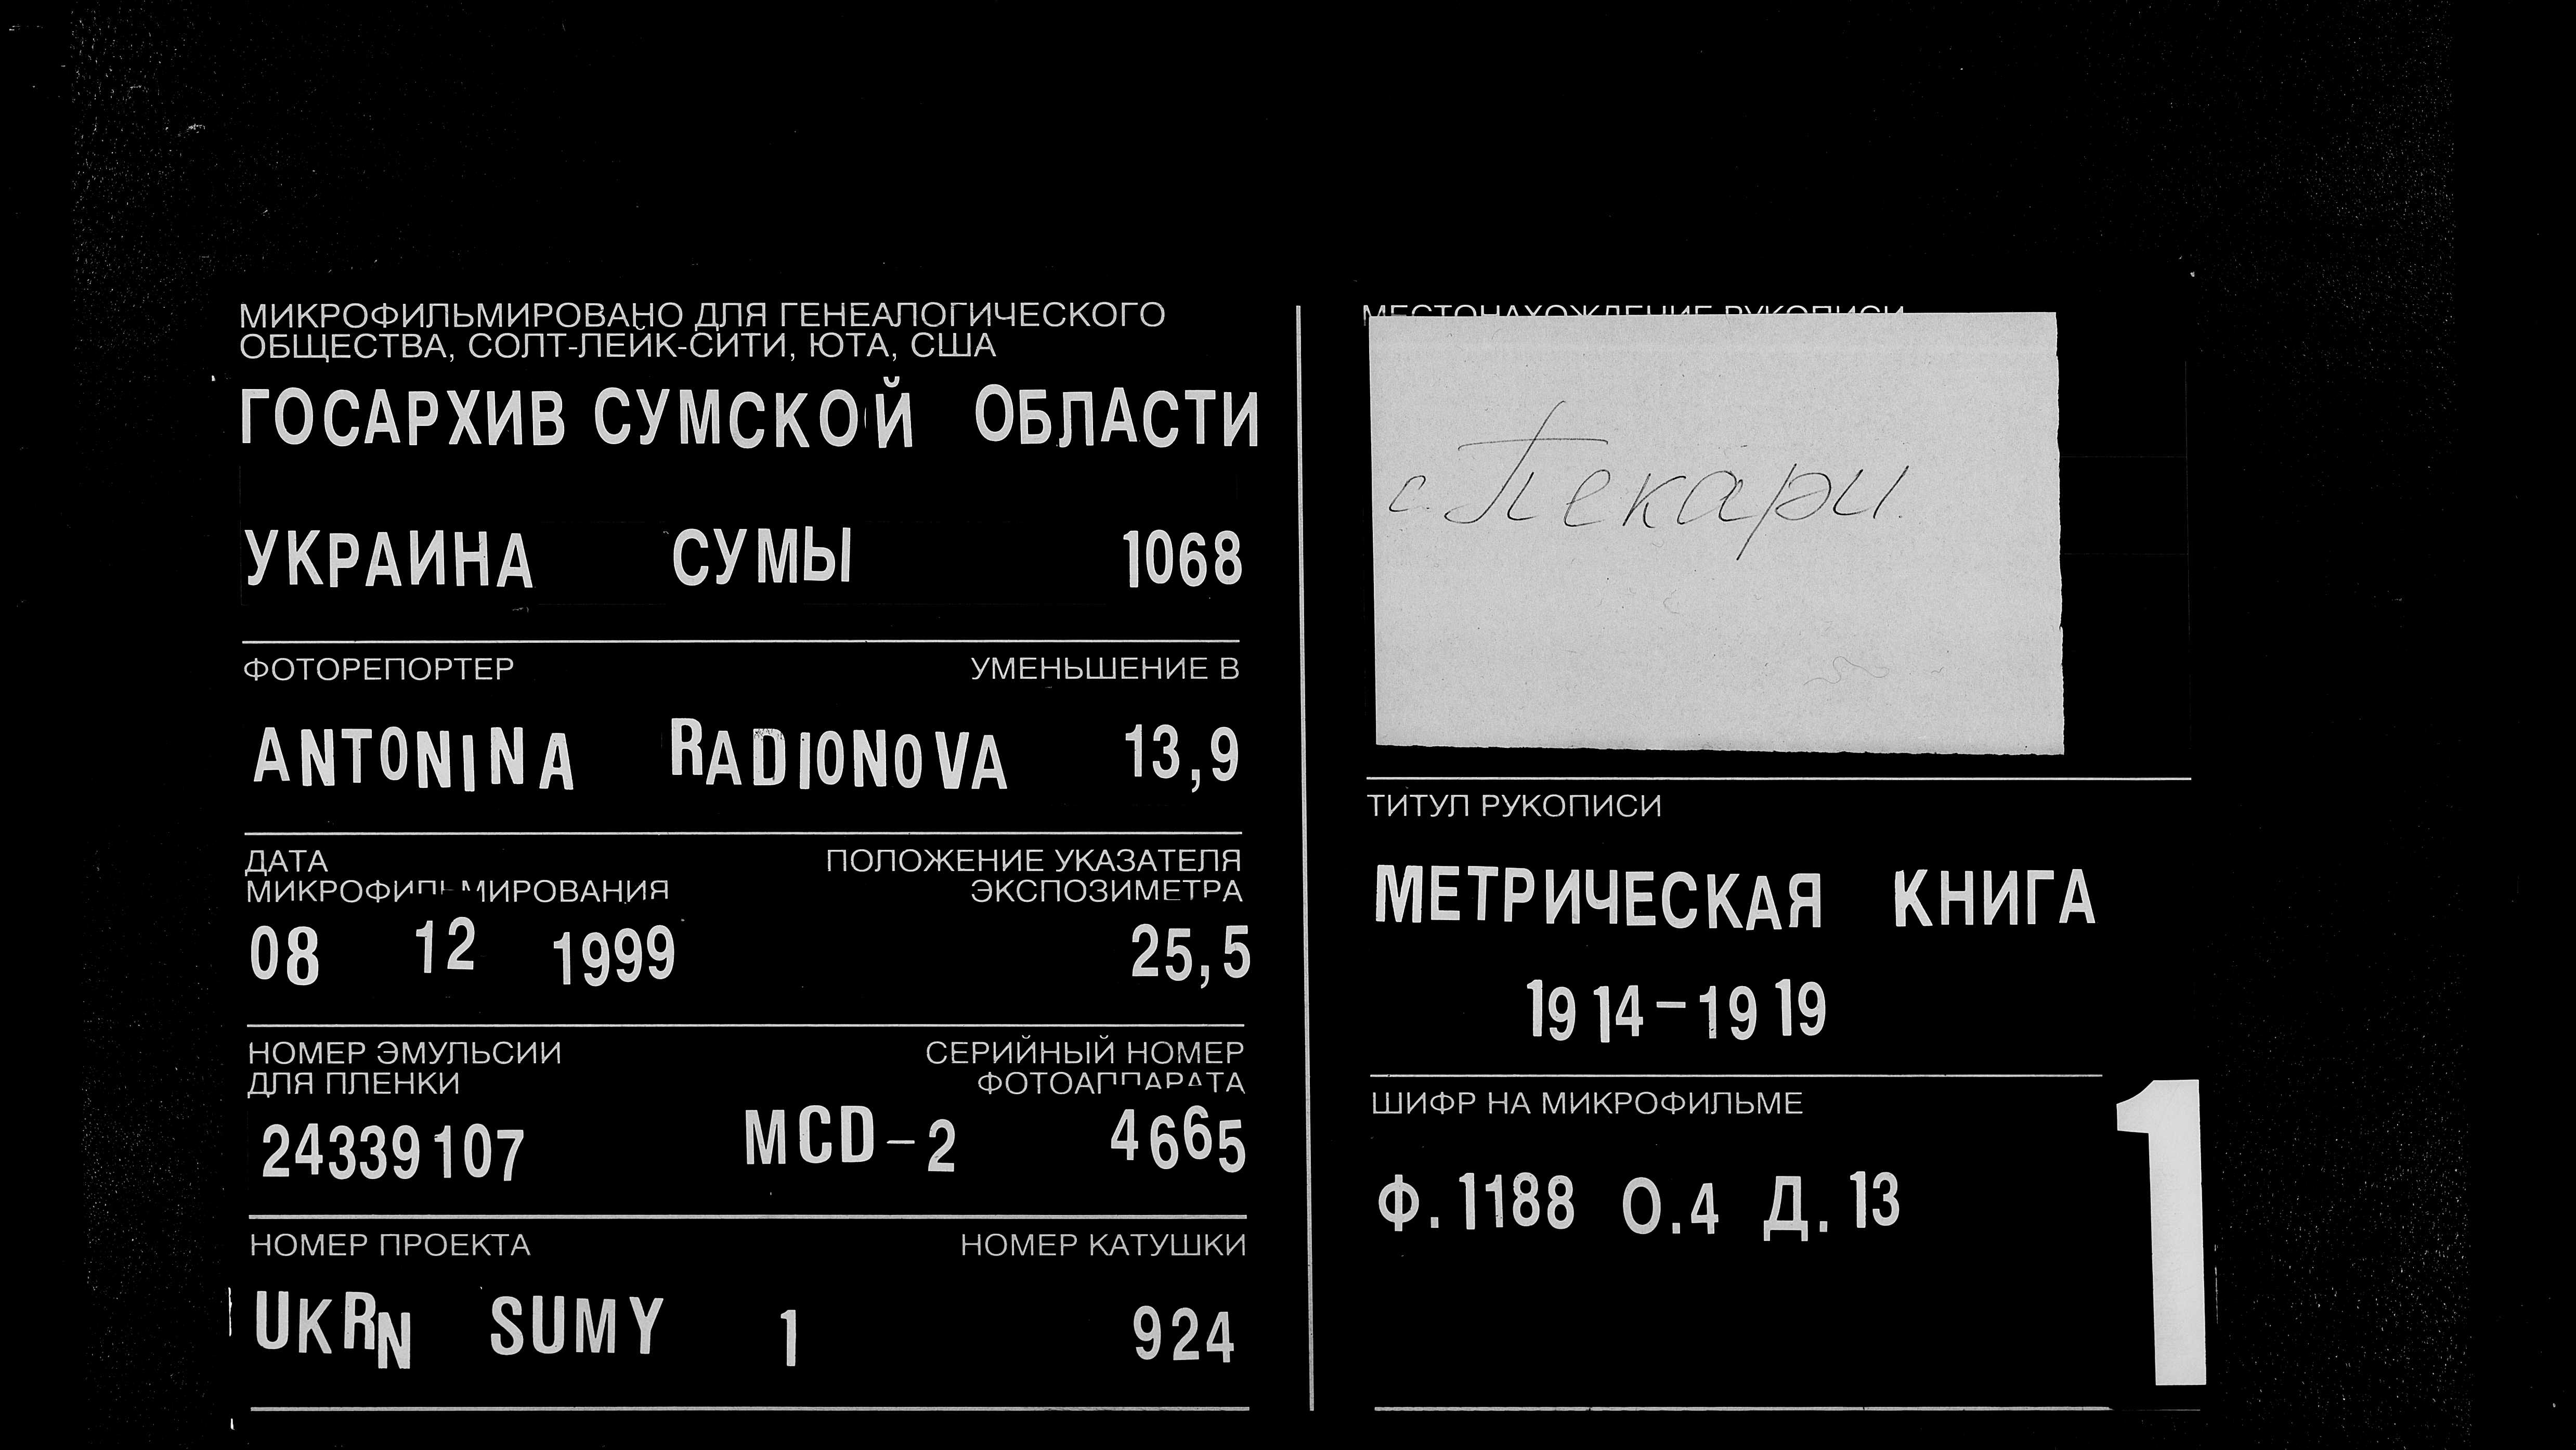 МИКРОФИЛЬМИРОВАНО ДЛЯ ГЕНЕАЛОГИЧЕСКОГО
ОБЩЕСТВА, СОЛТ-ЛЕЙК-СИТИ, ЮТА, США
ГОСАРХИВ СУМСКОЙ ОБЛАСТИ
УКРАИНА СУМЫ 1068
ФОТОРЕПОРТЕР УМЕНЬШЕНИЕ В
ANTONINA RADIONOVA 13,9
ДАТА ПОЛОЖЕНИЕ УКАЗАТЕЛЯ
МИКРОФИЛЬМИРОВАНИЯ ЭКСПОЗИМЕТРА
08 12 1999 25,5
НОМЕР ЭМУЛЬСИИ СЕРИЙНЫЙ НОМЕР
ДЛЯ ПЛЕНКИ ФОТОАППАРАТА
24339107 MCD-2 4665
НОМЕР ПРОЕКТА НОМЕР КАТУШКИ
UKRN SUMY 1 924
МЕСТОНАХОЖДЕНИЕ РУКОПИСИ
с. Пекари.
ТИТУЛ РУКОПИСИ
МЕТРИЧЕСКАЯ КНИГА
1914-1919
ШИФР НА МИКРОФИЛЬМЕ
Ф. 1188 О.4 Д. 13
1